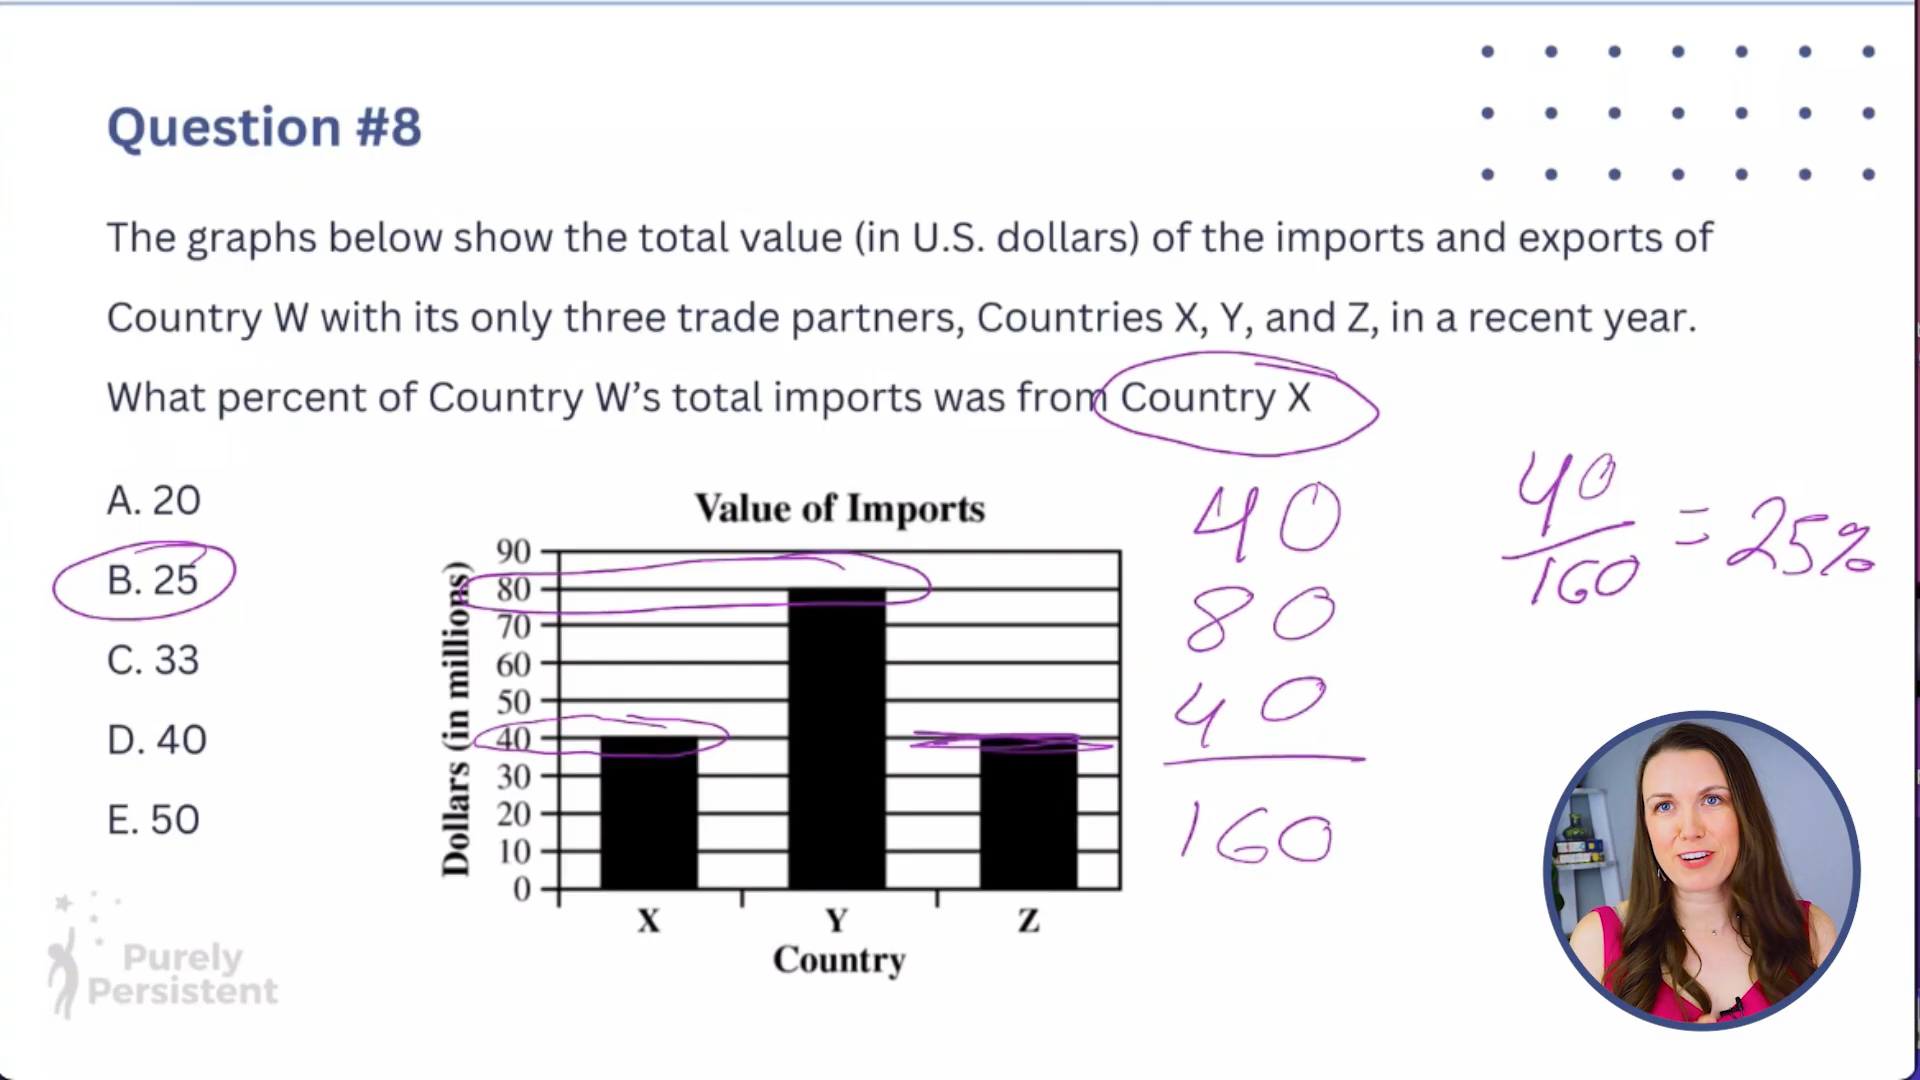 Question #8
The graphs below show the total value (in U.S. dollars) of the imports and exports of
Country W with its only three trade partners, Countries X, Y, and Z, in a recent year.
What percent of Country W’s total imports was from Country X
A. 20
B. 25
C. 33
D. 40
E. 50
Value of Imports
Dollars (in millions)
90
80
70
60
50
40
30
20
10
0
X Y Z
Country
40
80
40
160
40
160
= 25%
Purely
Persistent